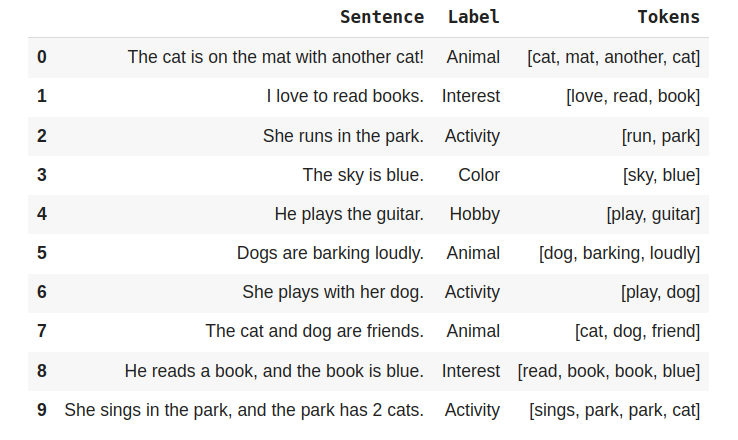 Sentence Label Tokens
0 The cat is on the mat with another cat! Animal [cat, mat, another, cat]
1 I love to read books. Interest [love, read, book]
2 She runs in the park. Activity [run, park]
3 The sky is blue. Color [sky, blue]
4 He plays the guitar. Hobby [play, guitar]
5 Dogs are barking loudly. Animal [dog, barking, loudly]
6 She plays with her dog. Activity [play, dog]
7 The cat and dog are friends. Animal [cat, dog, friend]
8 He reads a book, and the book is blue. Interest [read, book, book, blue]
9 She sings in the park, and the park has 2 cats. Activity [sings, park, park, cat]